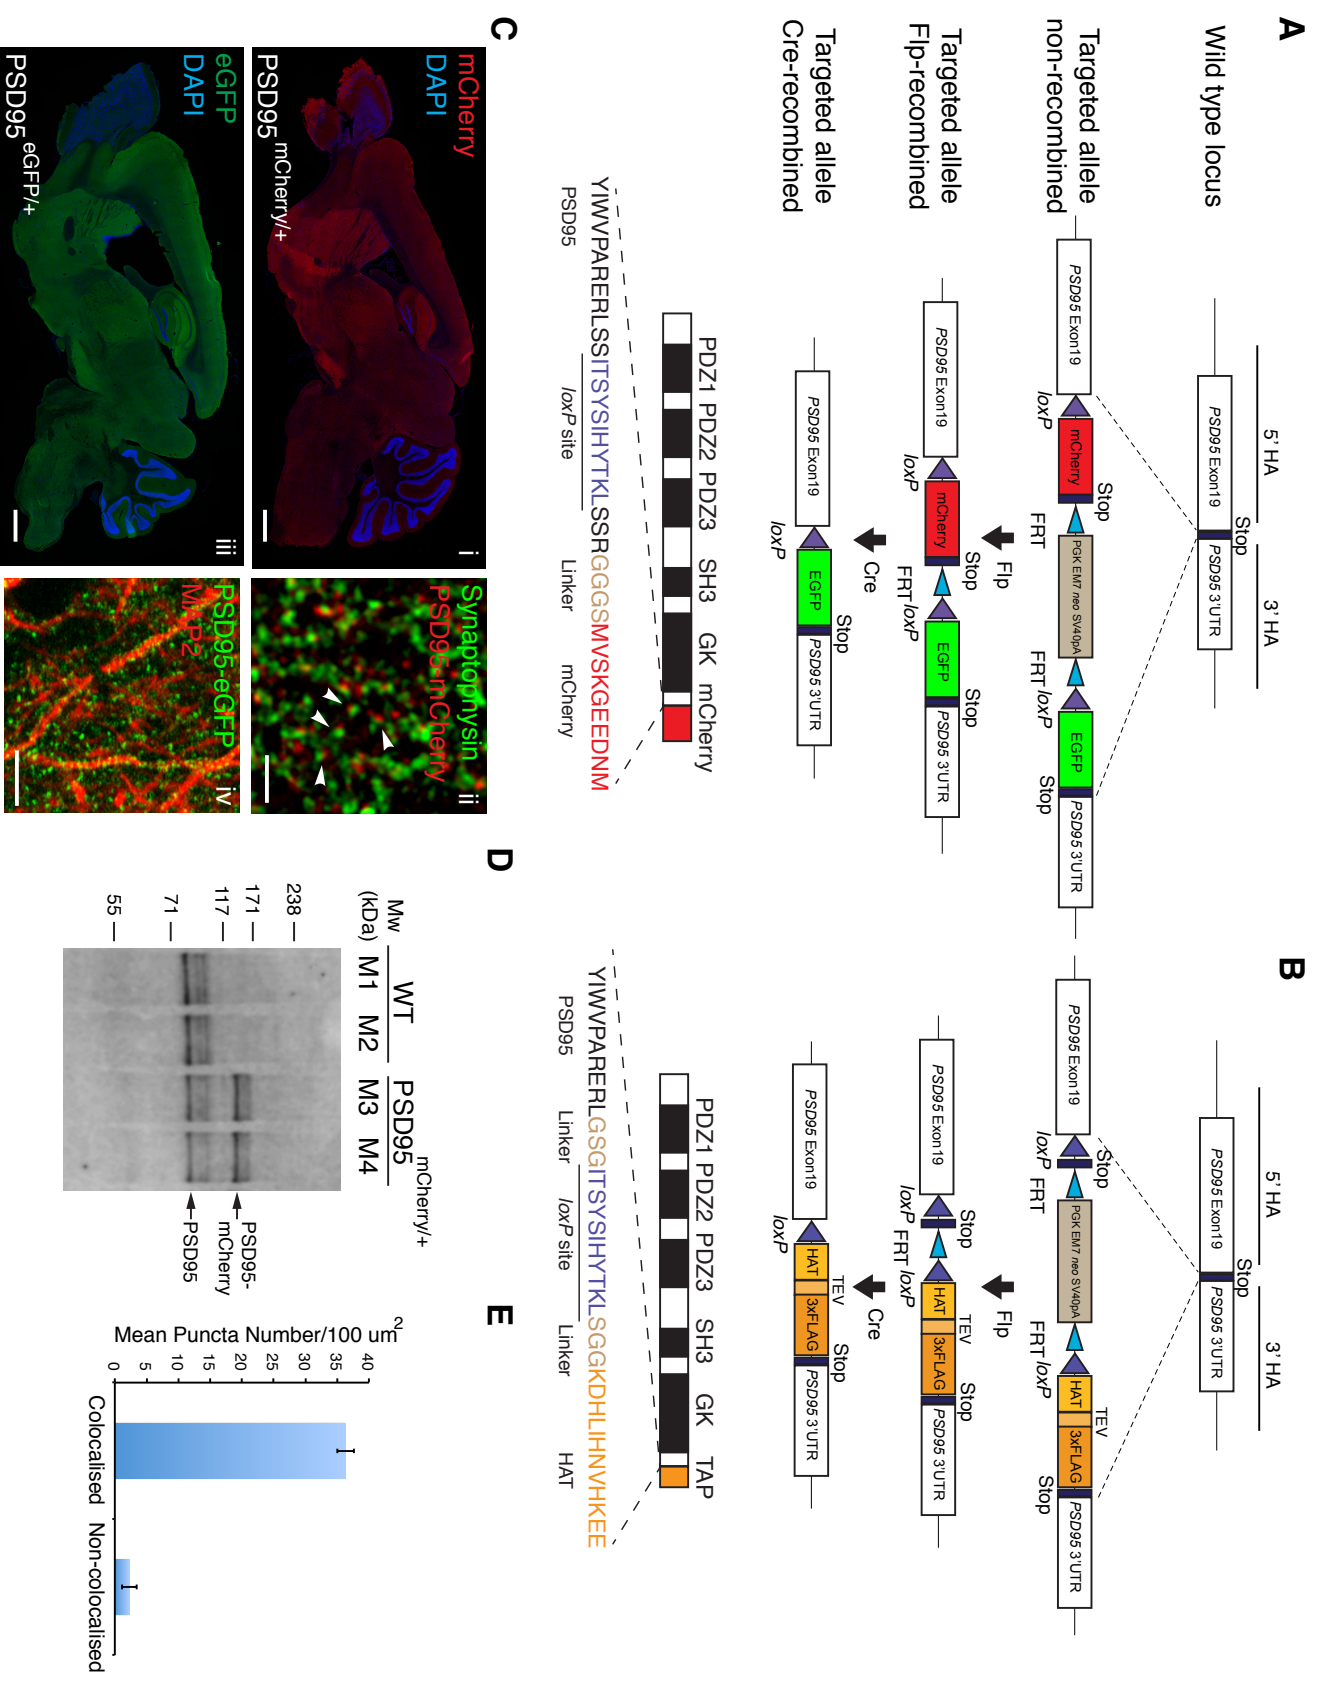 A
5' HA
3' HA
Wild type locus
PSD95 Exon19
Stop
PSD95 3'UTR
Targeted allele
non-recombined
PSD95 Exon19
loxP
mCherry
Stop
FRT
PGK EM7 neo SV40pA
FRT
loxP
EGFP
Stop
PSD95 3'UTR
Flp
Targeted allele
Flp-recombined
PSD95 Exon19
loxP
mCherry
Stop
FRT
loxP
EGFP
Stop
PSD95 3'UTR
Cre
Targeted allele
Cre-recombined
PSD95 Exon19
loxP
EGFP
Stop
PSD95 3'UTR
PDZ1 PDZ2 PDZ3 SH3 GK mCherry
YIWVPARERLSSITSYSIHYTKLSSRGGGSMVSKGEEDNM
PSD95
loxP site
Linker
mCherry
B
5' HA
3' HA
PSD95 Exon19
Stop
PSD95 3'UTR
PSD95 Exon19
loxP
Stop
FRT
PGK EM7 neo SV40pA
FRT
loxP
HAT
TEV
3xFLAG
Stop
PSD95 3'UTR
Flp
PSD95 Exon19
loxP
Stop
FRT
loxP
HAT
TEV
3xFLAG
Stop
PSD95 3'UTR
Cre
PSD95 Exon19
loxP
HAT
TEV
3xFLAG
Stop
PSD95 3'UTR
PDZ1 PDZ2 PDZ3 SH3 GK TAP
YIWVPARERLGSGITSYSIHYTKLSGGKDHLIHNVHKEE
PSD95
Linker
loxP site
Linker
HAT
C
mCherry
DAPI
PSD95 mCherry/+
i
Synaptophysin
PSD95-mCherry
ii
eGFP
DAPI
PSD95 eGFP/+
iii
PSD95-eGFP
MAP2
iv
D
Mw
(kDa)
WT
PSD95 mCherry/+
M1 M2 M3 M4
238
171
117
71
55
PSD95-
mCherry
PSD95
E
Mean Puncta Number/100 um2
40
35
30
25
20
15
10
5
0
Colocalised
Non-colocalised